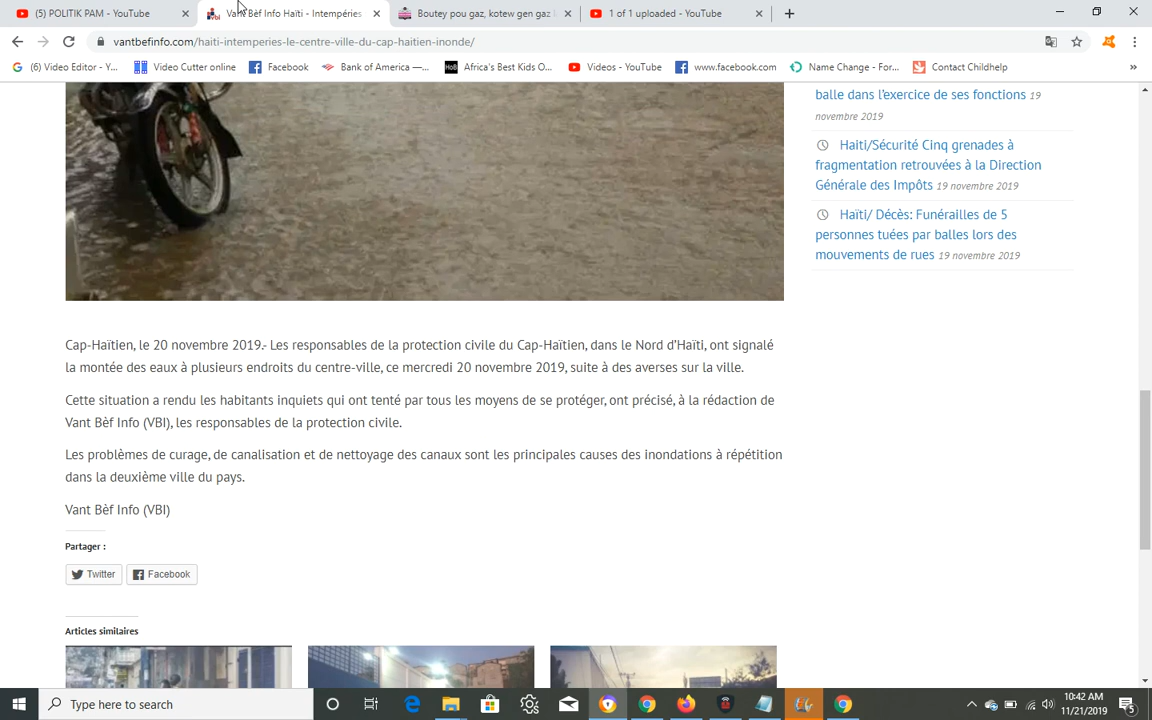 (5) POLITIK PAM - YouTube
Vant Bèf Info Haïti - Intempéries
Boutey pou gaz, kotew gen gaz
1 of 1 uploaded - YouTube
vantbefinfo.com/haiti-intemperies-le-centre-ville-du-cap-haitien-inonde/
(6) Video Editor - Y...
Video Cutter online
Facebook
Bank of America —...
HoB
Africa's Best Kids O...
Videos - YouTube
www.facebook.com
Name Change - For...
Contact Childhelp
»
balle dans l'exercice de ses fonctions 19
novembre 2019
Haiti/Sécurité Cinq grenades à
fragmentation retrouvées à la Direction
Générale des Impôts 19 novembre 2019
Haïti/ Décès: Funérailles de 5
personnes tuées par balles lors des
mouvements de rues 19 novembre 2019
Cap-Haïtien, le 20 novembre 2019.- Les responsables de la protection civile du Cap-Haïtien, dans le Nord d'Haïti, ont signalé
la montée des eaux à plusieurs endroits du centre-ville, ce mercredi 20 novembre 2019, suite à des averses sur la ville.
Cette situation a rendu les habitants inquiets qui ont tenté par tous les moyens de se protéger, ont précisé, à la rédaction de
Vant Bèf Info (VBI), les responsables de la protection civile.
Les problèmes de curage, de canalisation et de nettoyage des canaux sont les principales causes des inondations à répétition
dans la deuxième ville du pays.
Vant Bèf Info (VBI)
Partager :
Twitter
Facebook
Articles similaires
Type here to search
10:42 AM
11/21/2019
5